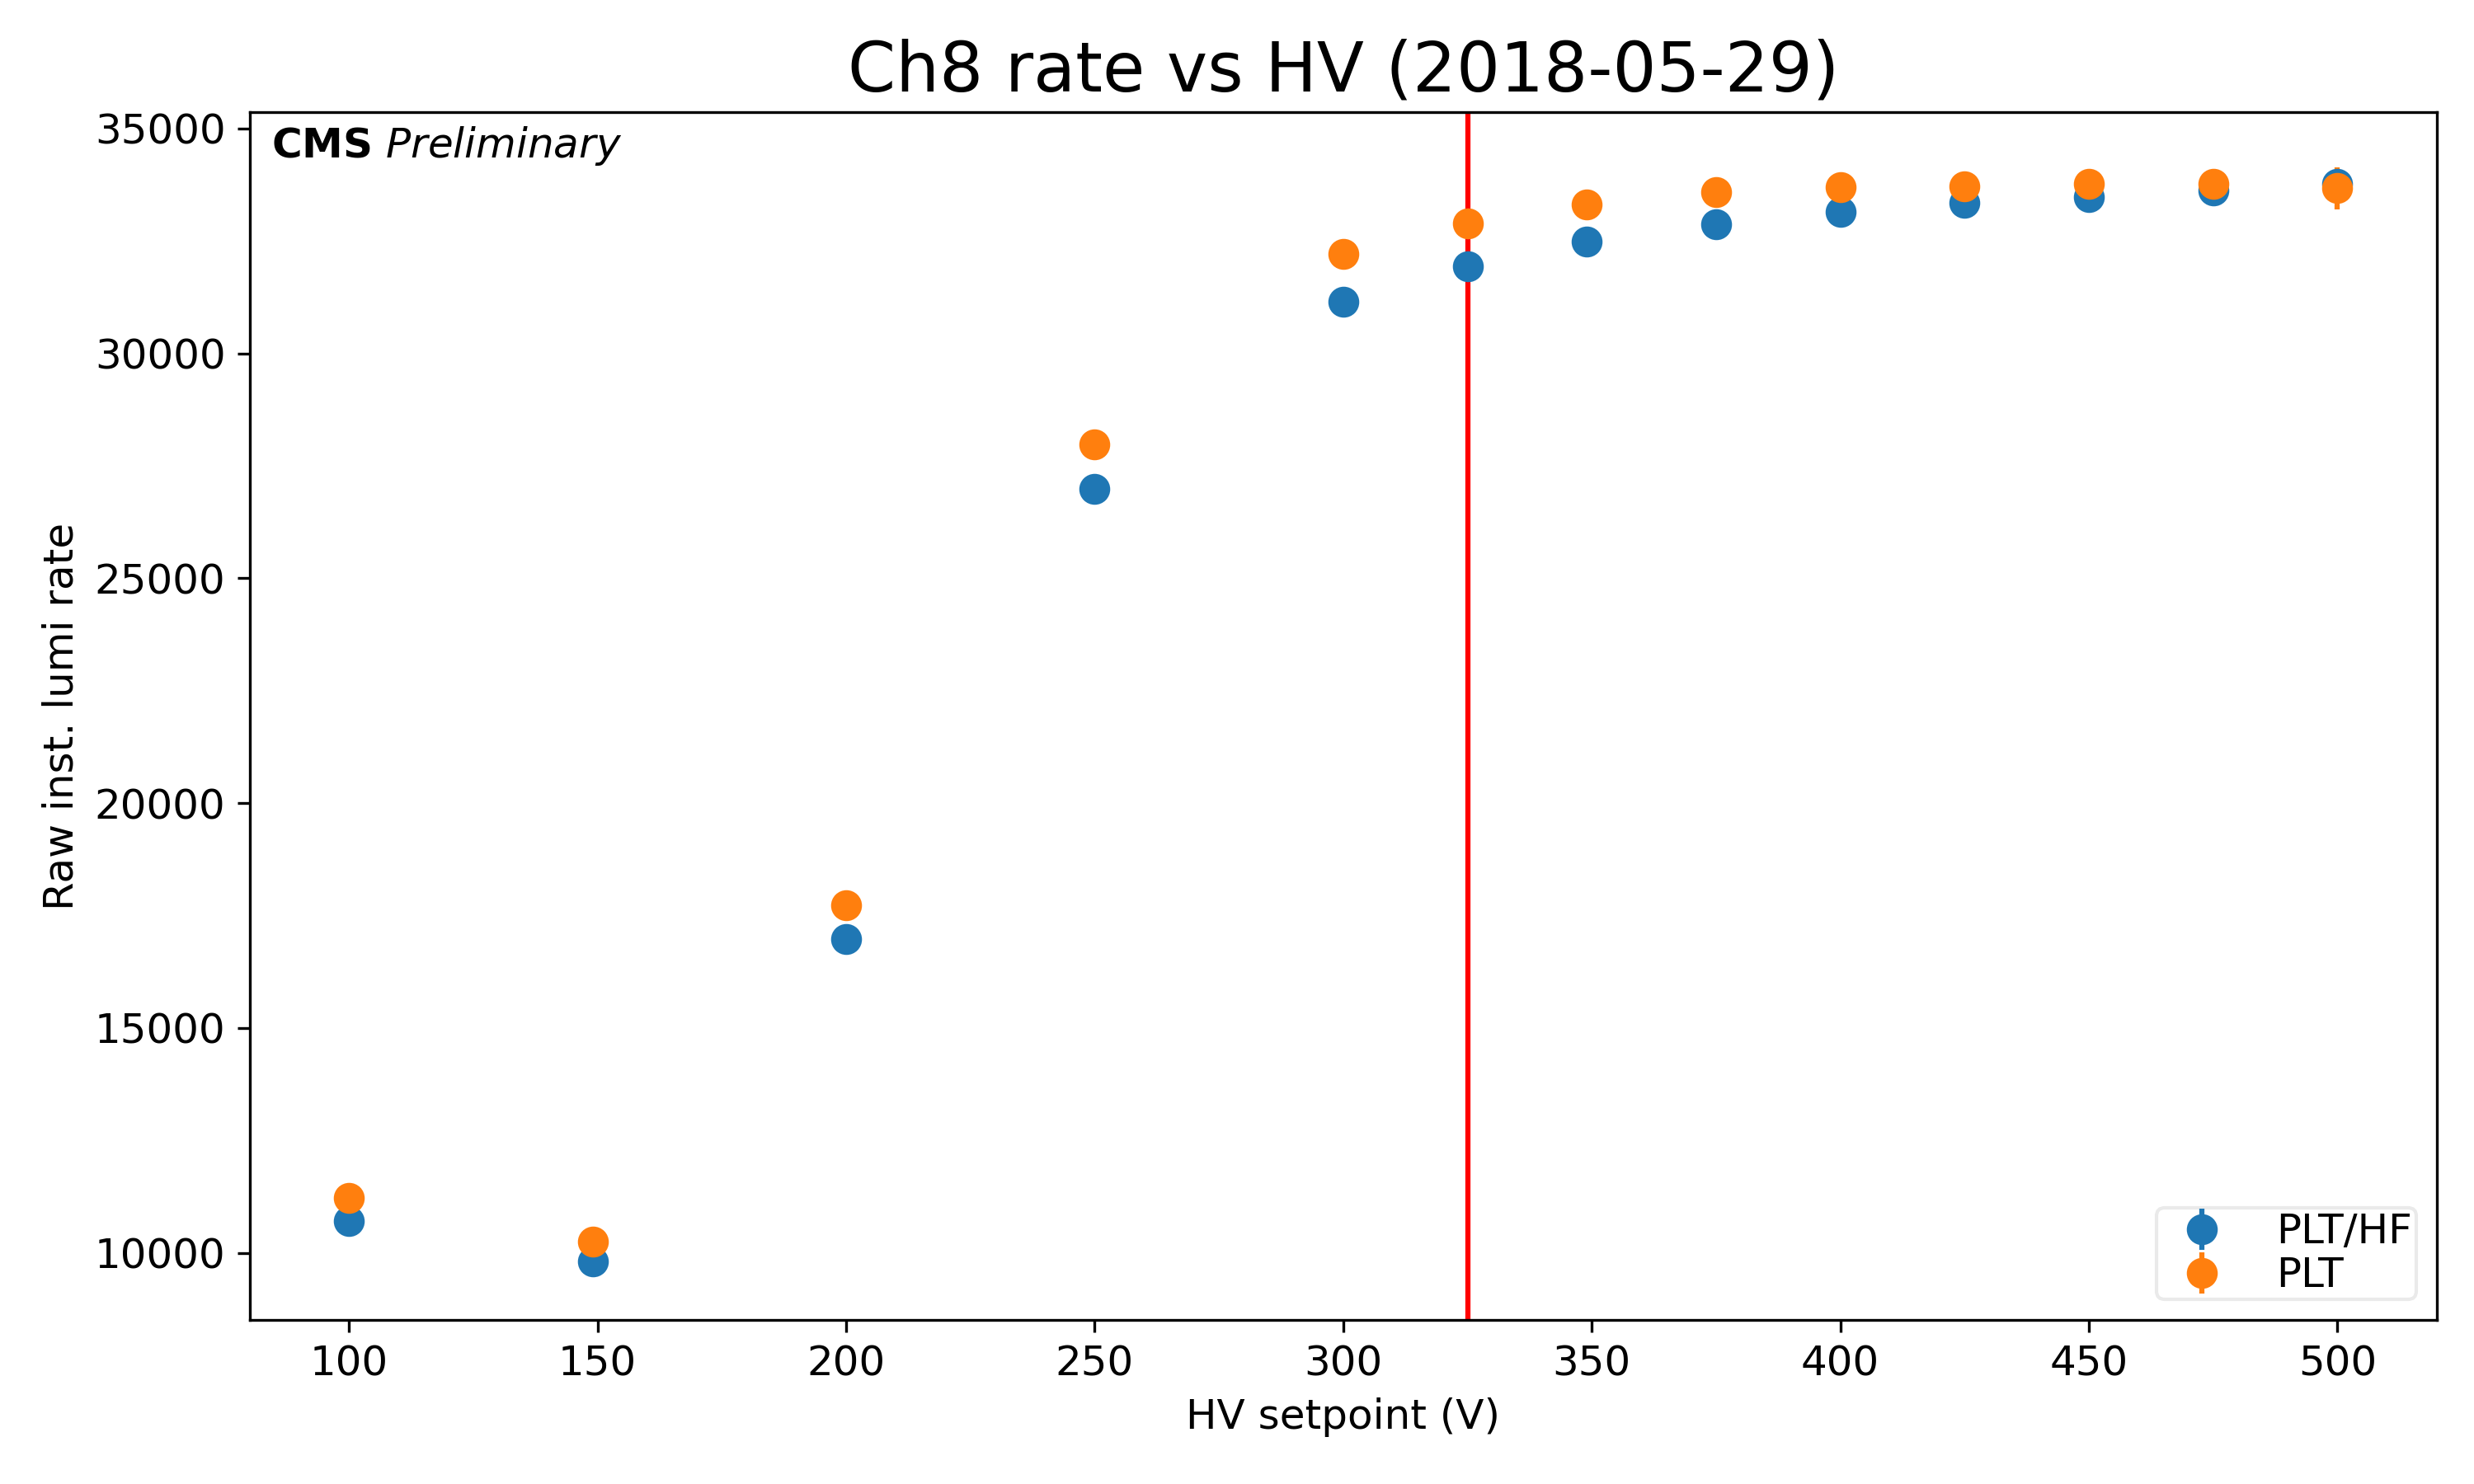 Ch8 rate vs HV (2018-05-29)
CMS Preliminary
35000
30000
25000
20000
15000
10000
Raw inst. lumi rate
PLT/HF
PLT
100 150 200 250 300 350 400 450 500
HV setpoint (V)